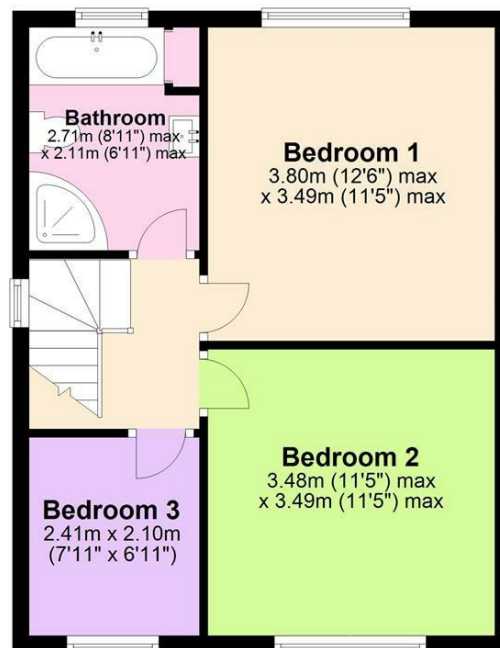 Bathroom
2.71m (8'11") max
x 2.11m (6'11") max
Bedroom 1
3.80m (12'6") max
x 3.49m (11'5") max
Bedroom 2
3.48m (11'5") max
x 3.49m (11'5") max
Bedroom 3
2.41m x 2.10m
(7'11" x 6'11")